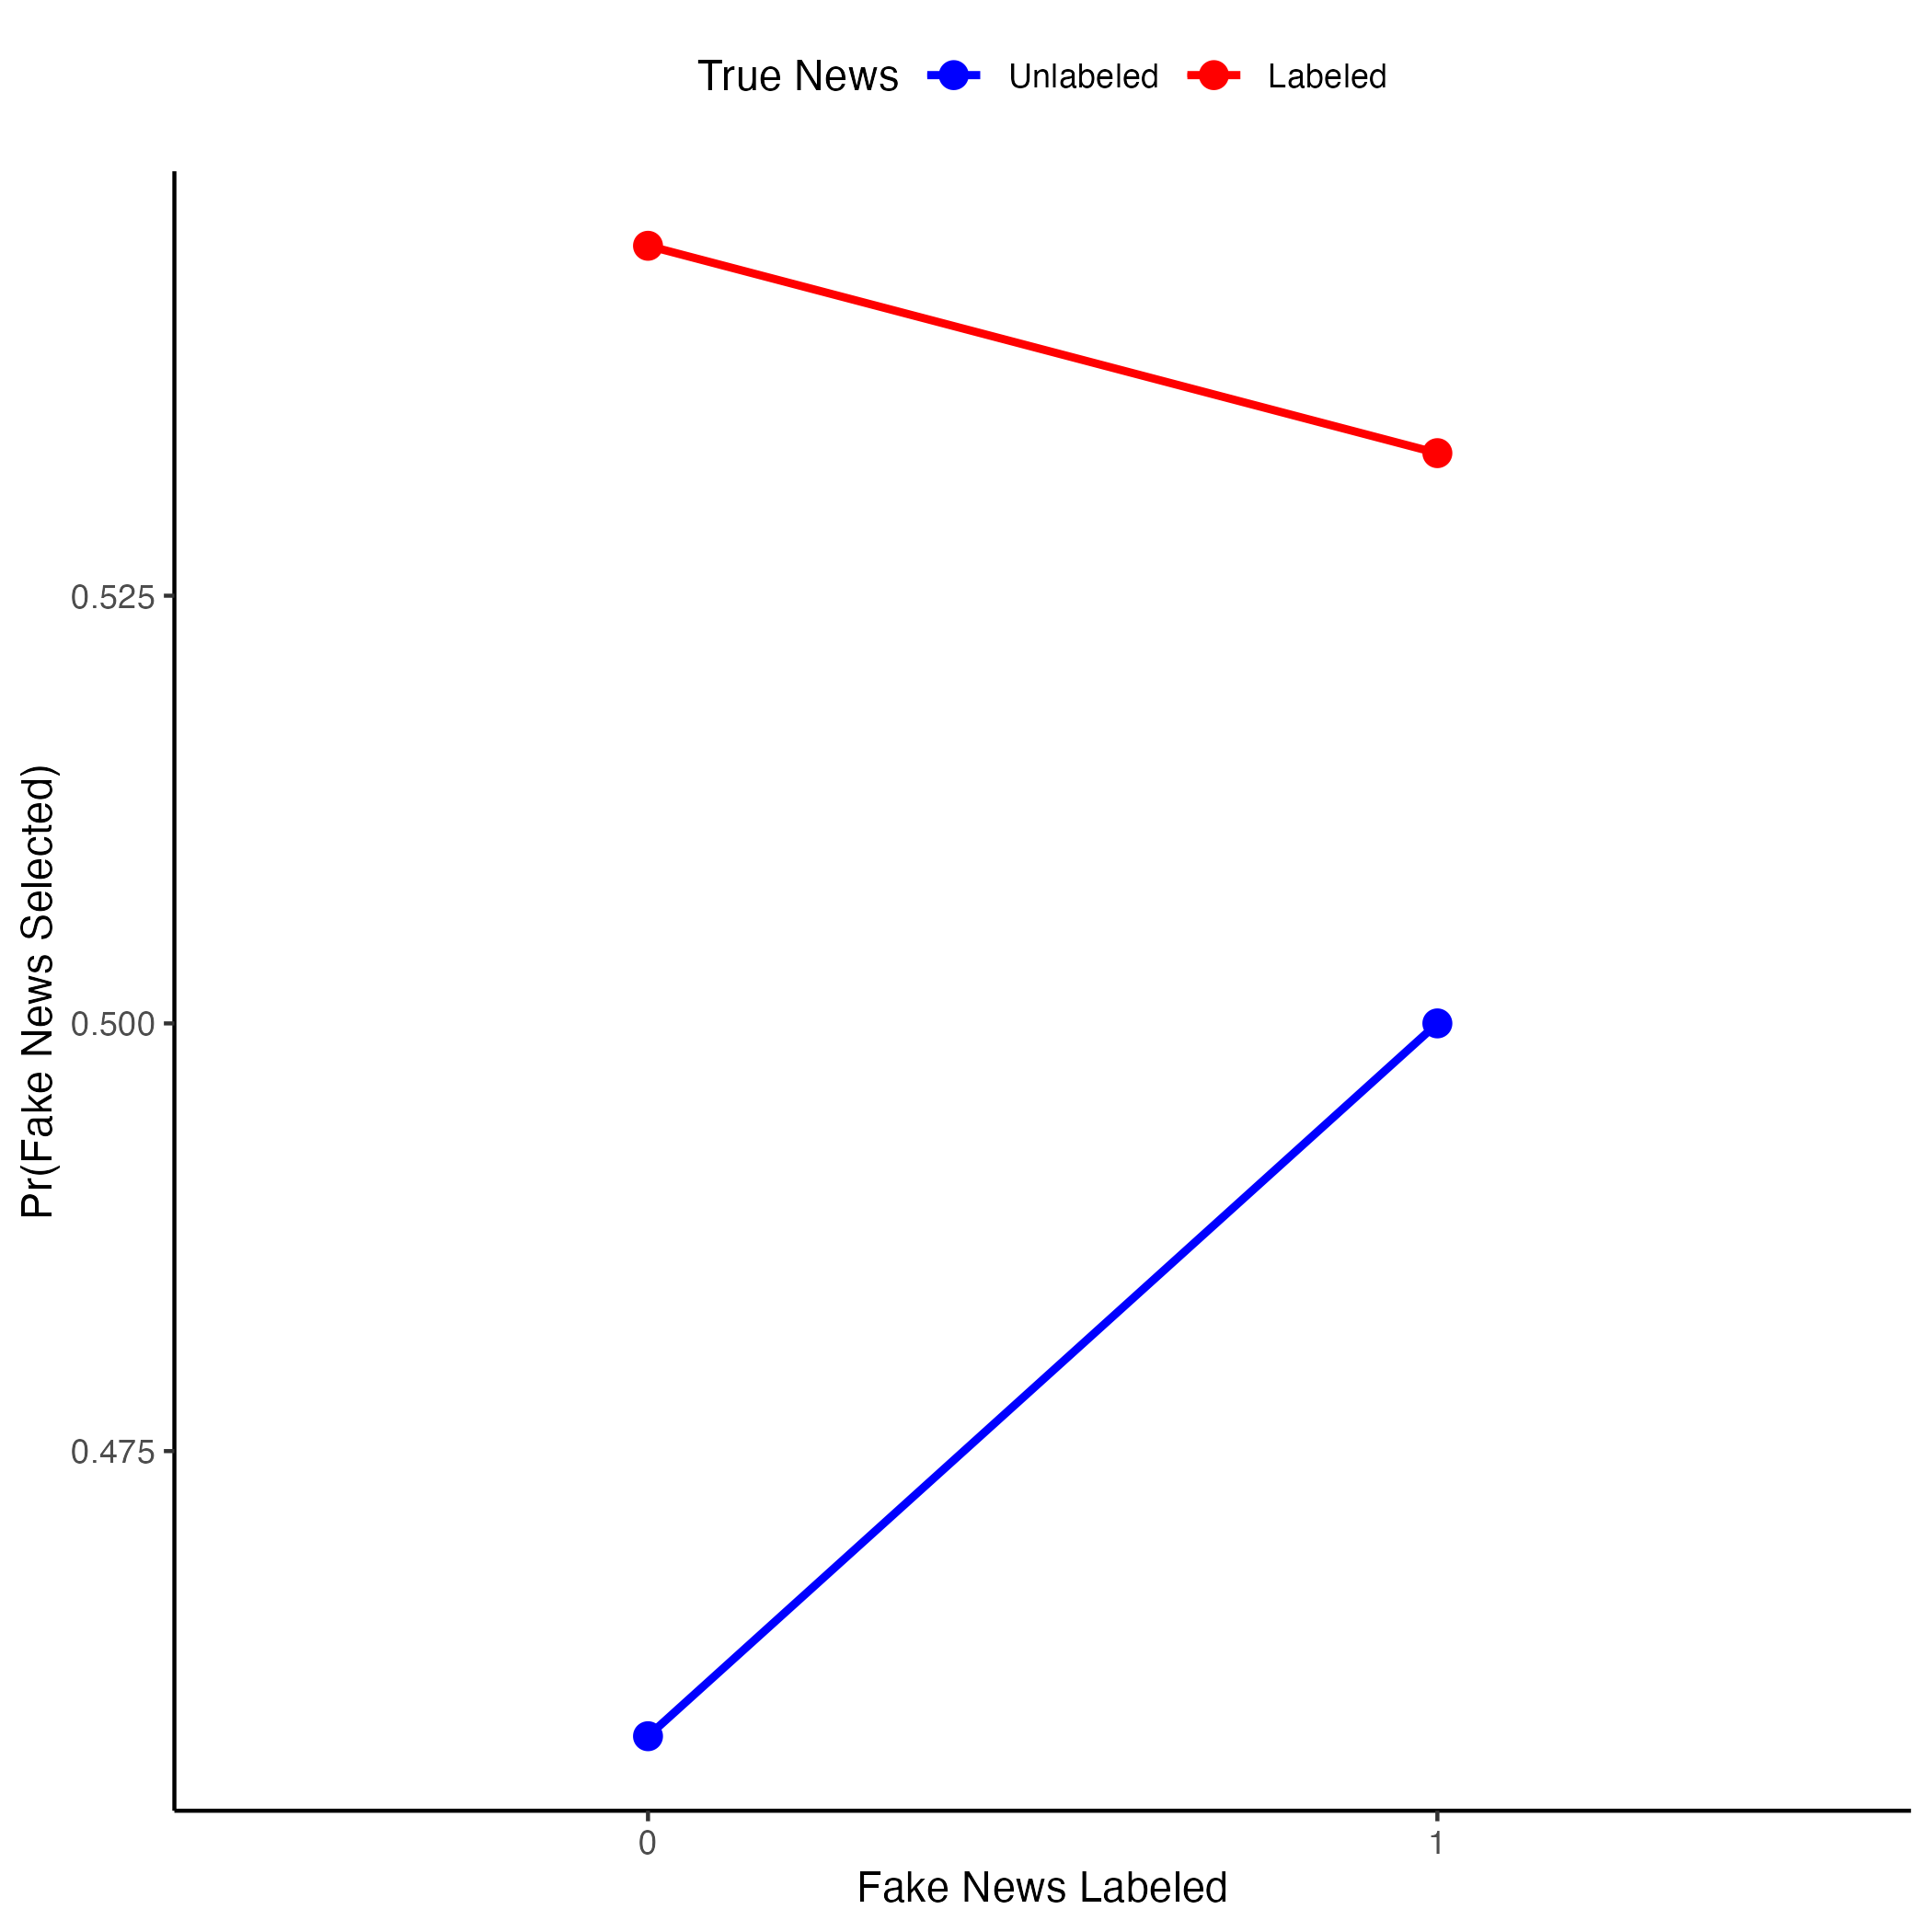 True News Unlabeled Labeled
Pr(Fake News Selected)
0.525
0.500
0.475
0 1
Fake News Labeled